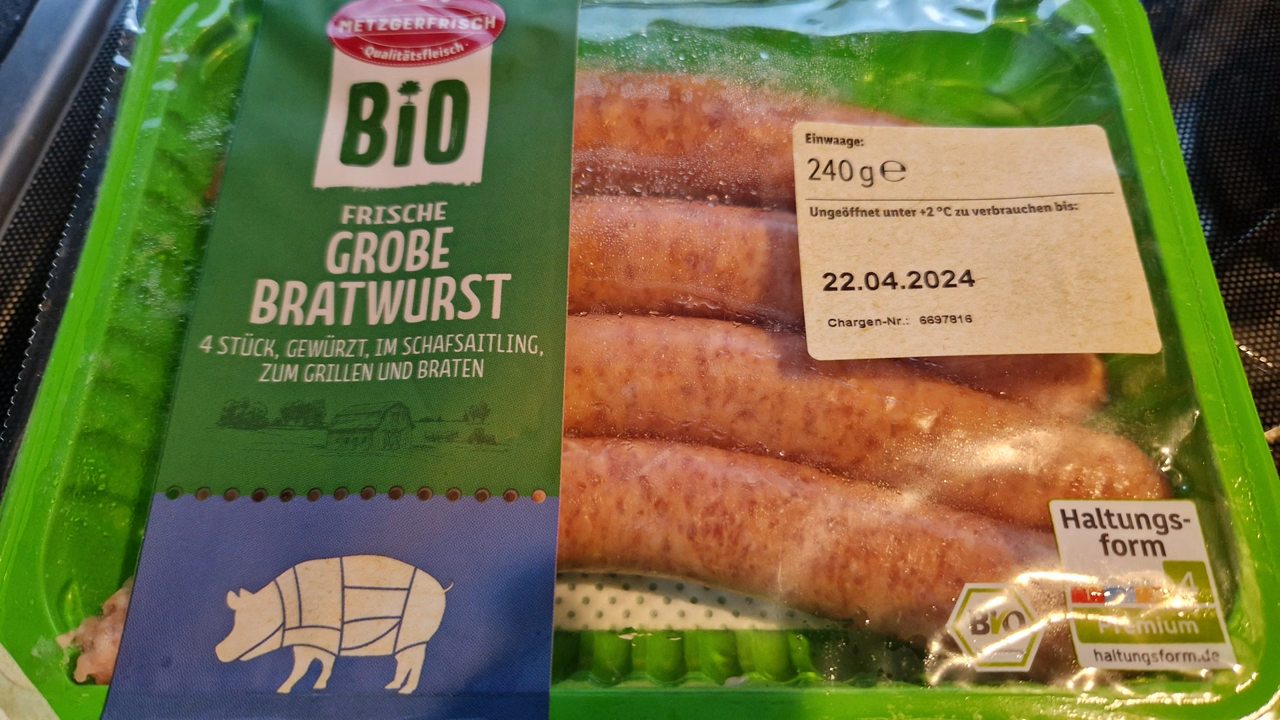 METZGERFRISCH
Qualitätsfleisch
BiO
FRISCHE
GROBE
BRATWURST
4 STÜCK, GEWÜRZT, IM SCHAFSAITLING,
ZUM GRILLEN UND BRATEN
Einwaage:
240 g ℮
Ungeöffnet unter +2 °C zu verbrauchen bis:
22.04.2024
Chargen-Nr.: 6697816
Haltungs-
form
4
Premium
haltungsform.de
BiO